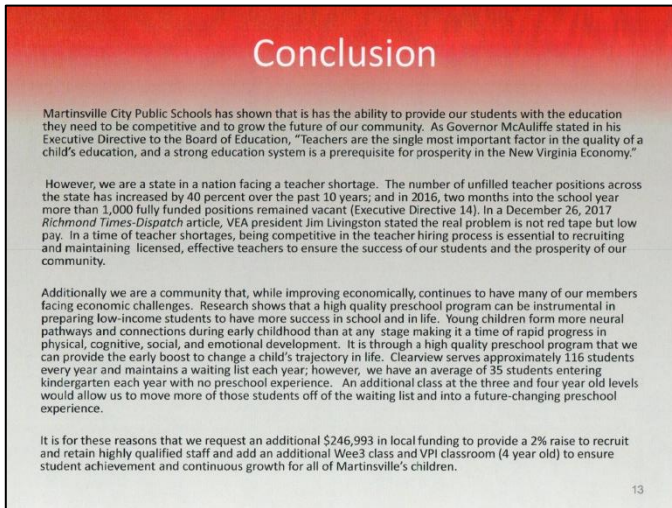 Conclusion
Martinsville City Public Schools has shown that is has the ability to provide our students with the education
they need to be competitive and to grow the future of our community.  As Governor McAuliffe stated in his
Executive Directive to the Board of Education, “Teachers are the single most important factor in the quality of a
child’s education, and a strong education system is a prerequisite for prosperity in the New Virginia Economy.”
However, we are a state in a nation facing a teacher shortage.  The number of unfilled teacher positions across
the state has increased by 40 percent over the past 10 years; and in 2016, two months into the school year
more than 1,000 fully funded positions remained vacant (Executive Directive 14). In a December 26, 2017
Richmond Times-Dispatch article, VEA president Jim Livingston stated the real problem is not red tape but low
pay.  In a time of teacher shortages, being competitive in the teacher hiring process is essential to recruiting
and maintaining  licensed, effective teachers to ensure the success of our students and the prosperity of our
community.
Additionally we are a community that, while improving economically, continues to have many of our members
facing economic challenges.  Research shows that a high quality preschool program can be instrumental in
preparing low-income students to have more success in school and in life.  Young children form more neural
pathways and connections during early childhood than at any  stage making it a time of rapid progress in
physical, cognitive, social, and emotional development.  It is through a high quality preschool program that we
can provide the early boost to change a child’s trajectory in life.  Clearview serves approximately 116 students
every year and maintains a waiting list each year; however,  we have an average of 35 students entering
kindergarten each year with no preschool experience.   An additional class at the three and four year old levels
would allow us to move more of those students off of the waiting list and into a future-changing preschool
experience.
It is for these reasons that we request an additional $246,993 in local funding to provide a 2% raise to recruit
and retain highly qualified staff and add an additional Wee3 class and VPI classroom (4 year old) to ensure
student achievement and continuous growth for all of Martinsville’s children.
13